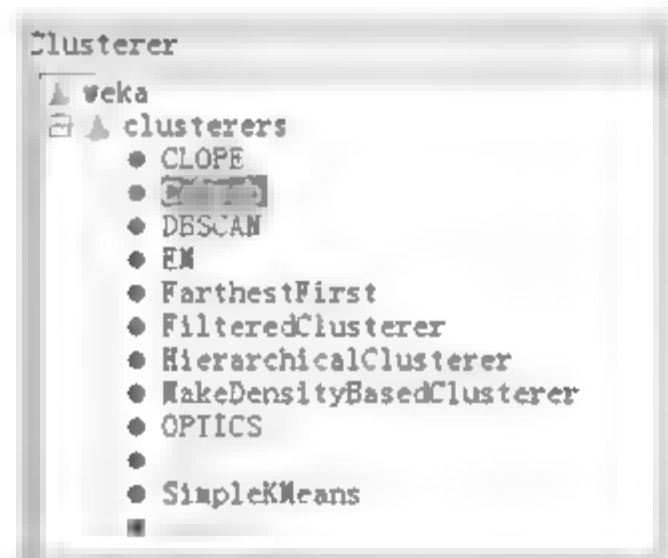 Clusterer
weka
clusterers
CLOPE
DBSCAN
EM
FarthestFirst
FilteredClusterer
HierarchicalClusterer
MakeDensityBasedClusterer
OPTICS
SimpleKMeans